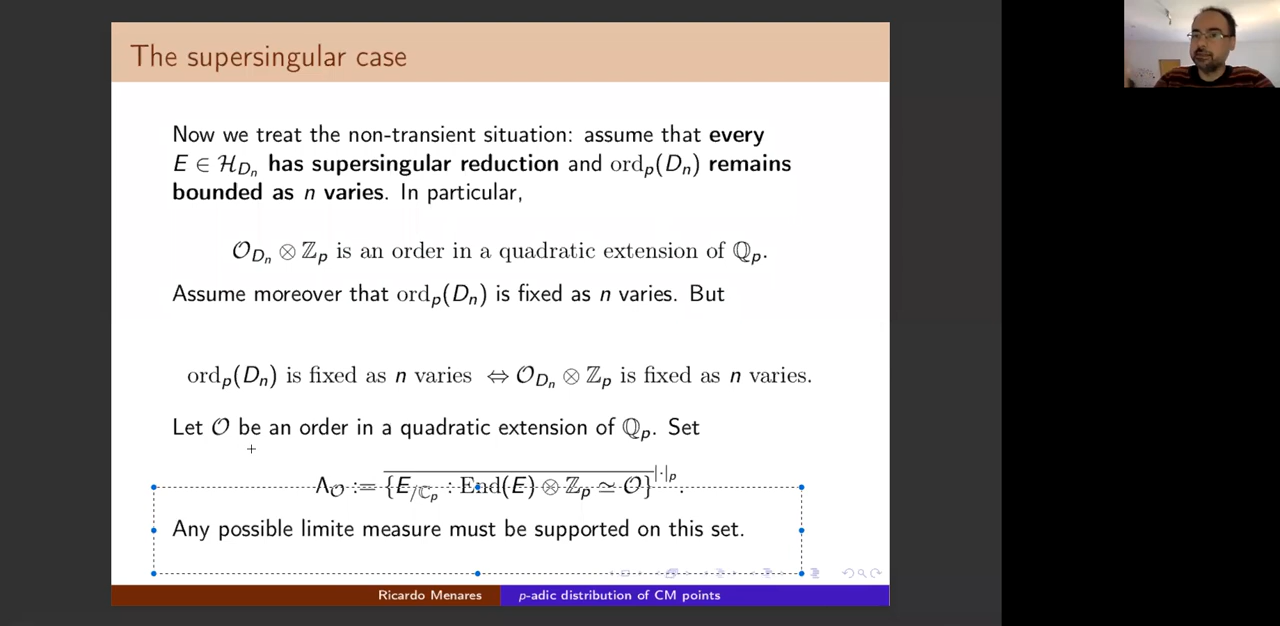 The supersingular case
Now we treat the non-transient situation: assume that every
E ∈ ℋ_{D_n} has supersingular reduction and ord_p(D_n) remains
bounded as n varies. In particular,
𝒪_{D_n} ⊗ ℤ_p is an order in a quadratic extension of ℚ_p.
Assume moreover that ord_p(D_n) is fixed as n varies. But
ord_p(D_n) is fixed as n varies ⇔ 𝒪_{D_n} ⊗ ℤ_p is fixed as n varies.
Let 𝒪 be an order in a quadratic extension of ℚ_p. Set
Λ_𝒪 := \overline{{E_{/ℂ_p} : End(E) ⊗ ℤ_p ≃ 𝒪}}^{|·|_p}.
Any possible limite measure must be supported on this set.
Ricardo Menares p-adic distribution of CM points